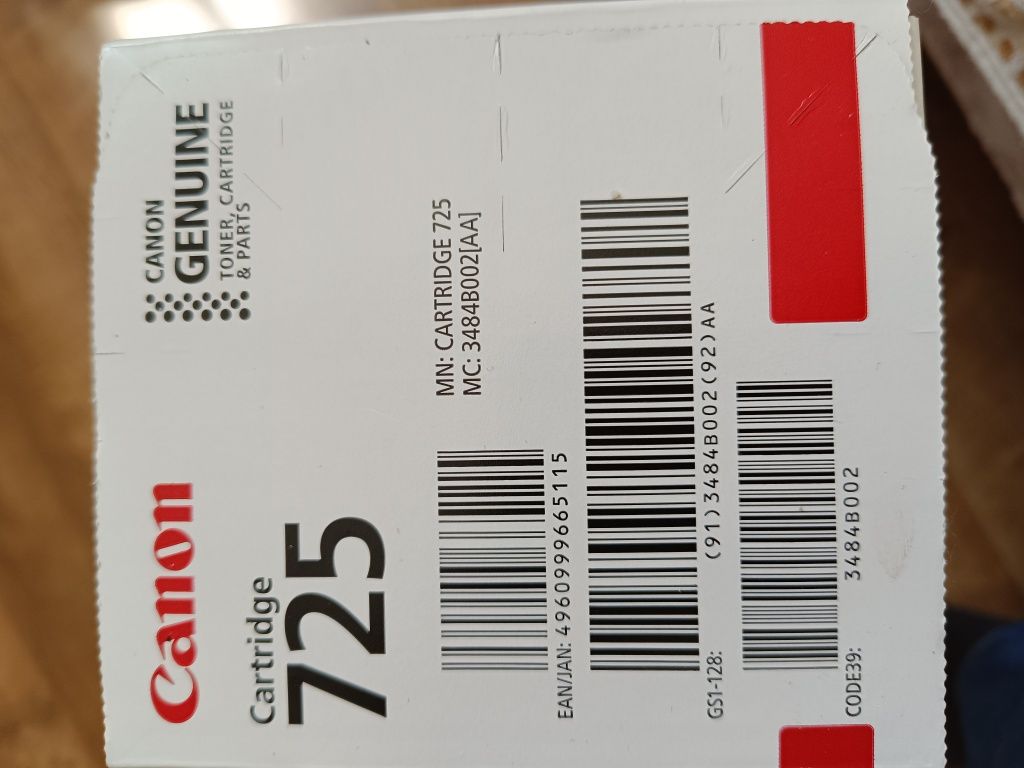 Canon
CANON
GENUINE
TONER, CARTRIDGE
& PARTS
Cartridge
725
MN: CARTRIDGE 725
MC: 3484B002[AA]
EAN/JAN: 4960999665115
GS1-128: (91)3484B002(92)AA
CODE39: 3484B002